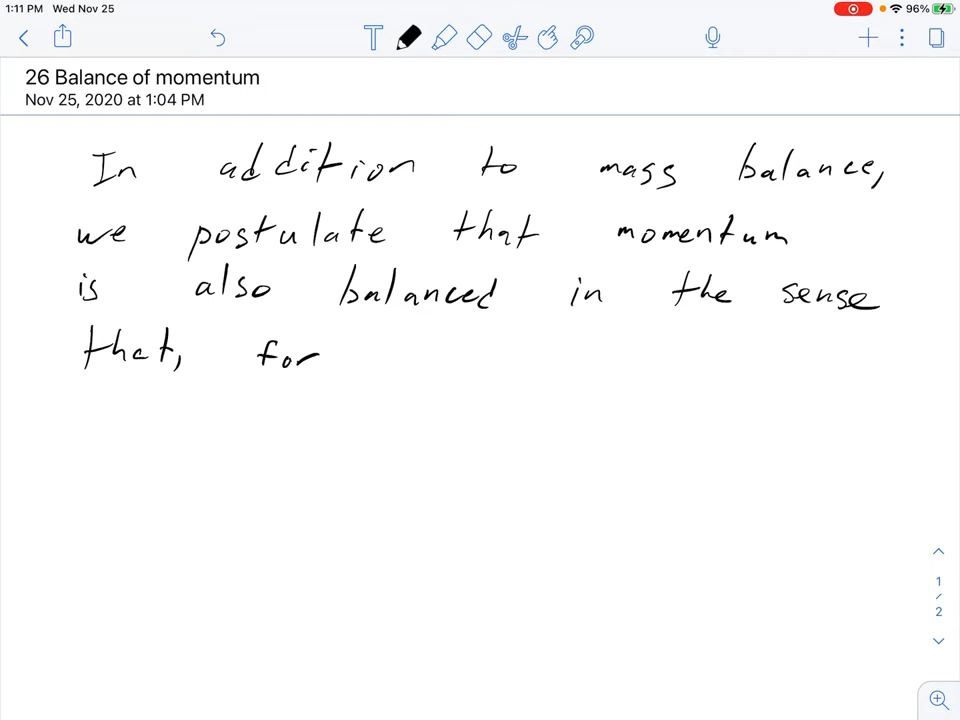 1:11 PM Wed Nov 25
96%
T
26 Balance of momentum
Nov 25, 2020 at 1:04 PM
In addition to mass balance,
we postulate that momentum
is also balanced in the sense
that, for
1
/
2